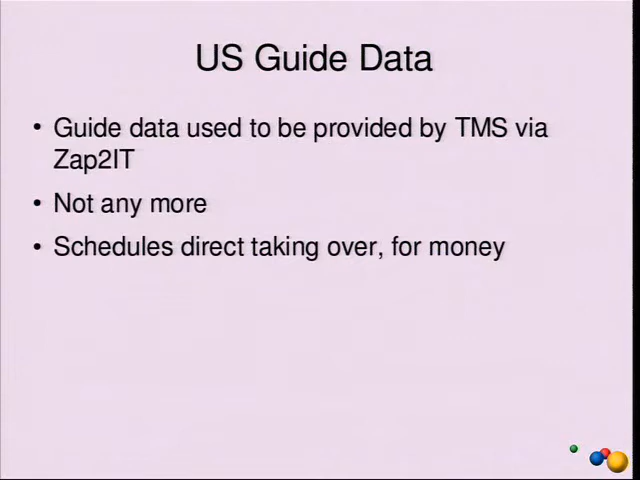 US Guide Data
• Guide data used to be provided by TMS via
Zap2IT
• Not any more
• Schedules direct taking over, for money